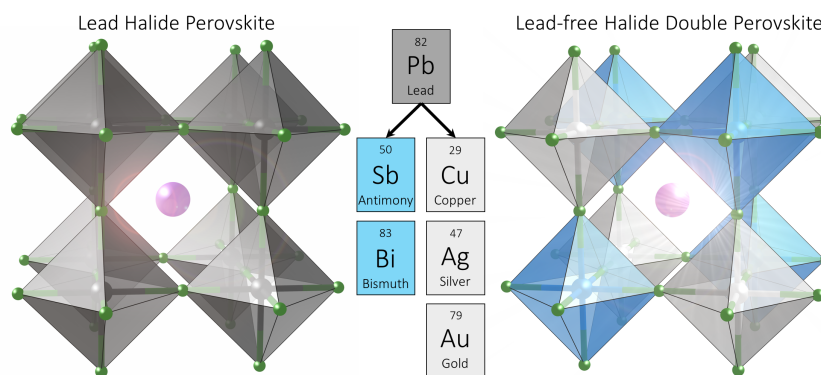 Lead Halide Perovskite
Lead-free Halide Double Perovskite
82
Pb
Lead
50
Sb
Antimony
29
Cu
Copper
83
Bi
Bismuth
47
Ag
Silver
79
Au
Gold